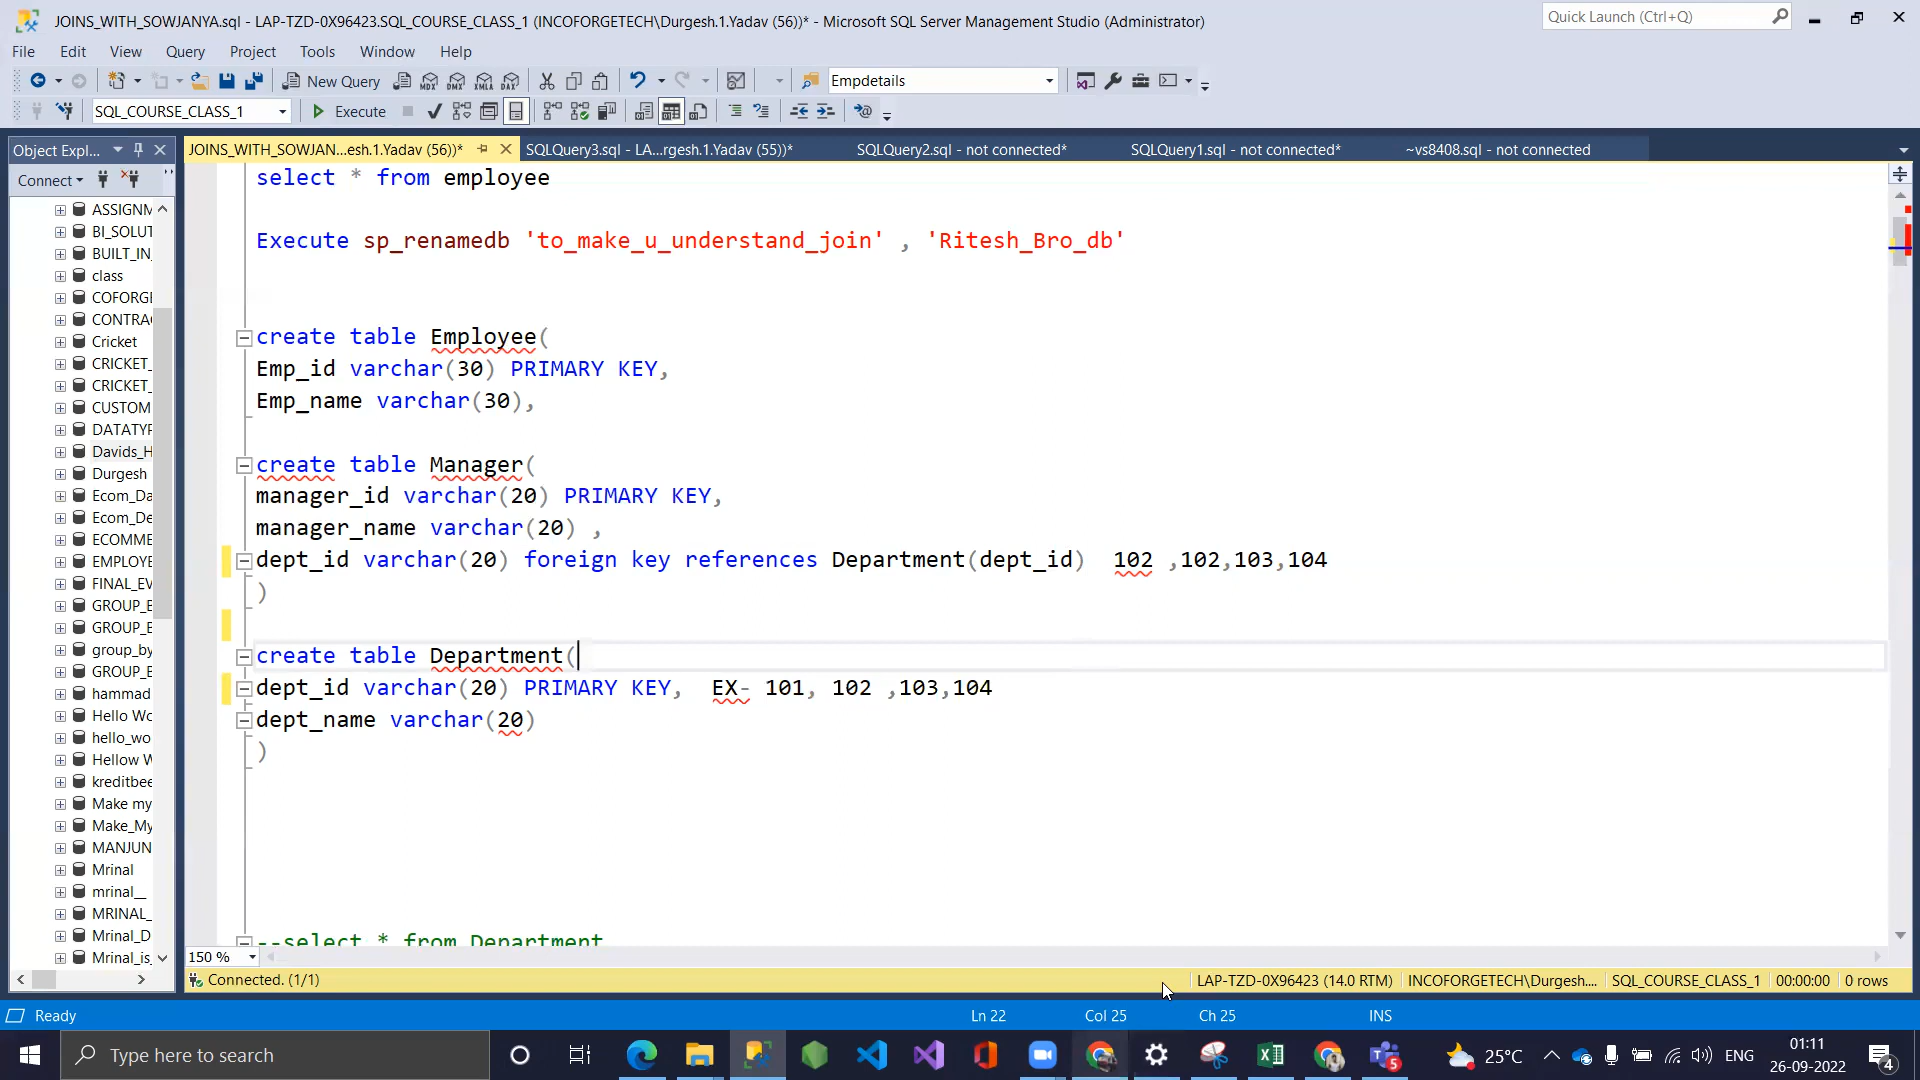 JOINS_WITH_SOWJANYA.sql - LAP-TZD-0X96423.SQL_COURSE_CLASS_1 (INCOFORGETECH\Durgesh.1.Yadav (56))* - Microsoft SQL Server Management Studio (Administrator)
Quick Launch (Ctrl+Q)
File Edit View Query Project Tools Window Help
New Query
MDX DMX XMLA DAX
Empdetails
SQL_COURSE_CLASS_1
Execute
Object Expl...
JOINS_WITH_SOWJAN...esh.1.Yadav (56))*
SQLQuery3.sql - LA...rgesh.1.Yadav (55))*
SQLQuery2.sql - not connected*
SQLQuery1.sql - not connected*
~vs8408.sql - not connected
Connect
ASSIGNM
BI_SOLUT
BUILT_IN_
class
COFORGE
CONTRA
Cricket
CRICKET_
CRICKET_
CUSTOM
DATATYP
Davids_H
Durgesh
Ecom_Da
Ecom_De
ECOMME
EMPLOYE
FINAL_EV
GROUP_E
GROUP_E
group_by
GROUP_E
hammad
Hello Wo
hello_wo
Hellow W
kreditbee
Make my
Make_My
MANJUN
Mrinal
mrinal__
MRINAL_
Mrinal_D
Mrinal_is_
select * from employee
Execute sp_renamedb 'to_make_u_understand_join' , 'Ritesh_Bro_db'
create table Employee(
Emp_id varchar(30) PRIMARY KEY,
Emp_name varchar(30),
create table Manager(
manager_id varchar(20) PRIMARY KEY,
manager_name varchar(20) ,
dept_id varchar(20) foreign key references Department(dept_id) 102 ,102,103,104
)
create table Department(
dept_id varchar(20) PRIMARY KEY, EX- 101, 102 ,103,104
dept_name varchar(20)
)
--select * from Department
150 %
Connected. (1/1)
LAP-TZD-0X96423 (14.0 RTM)
INCOFORGETECH\Durgesh....
SQL_COURSE_CLASS_1
00:00:00
0 rows
Ready
Ln 22
Col 25
Ch 25
INS
Type here to search
5
25°C
ENG
01:11
26-09-2022
4